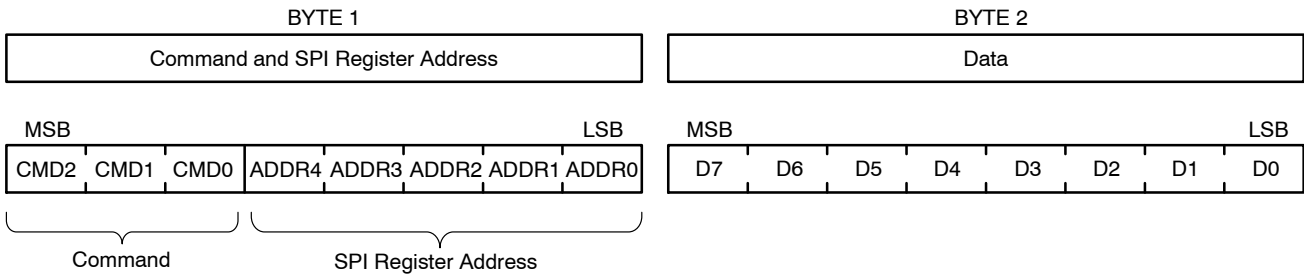 BYTE 1 BYTE 2
Command and SPI Register Address Data
MSB LSB MSB LSB
CMD2 CMD1 CMD0 ADDR4 ADDR3 ADDR2 ADDR1 ADDR0 D7 D6 D5 D4 D3 D2 D1 D0
Command SPI Register Address